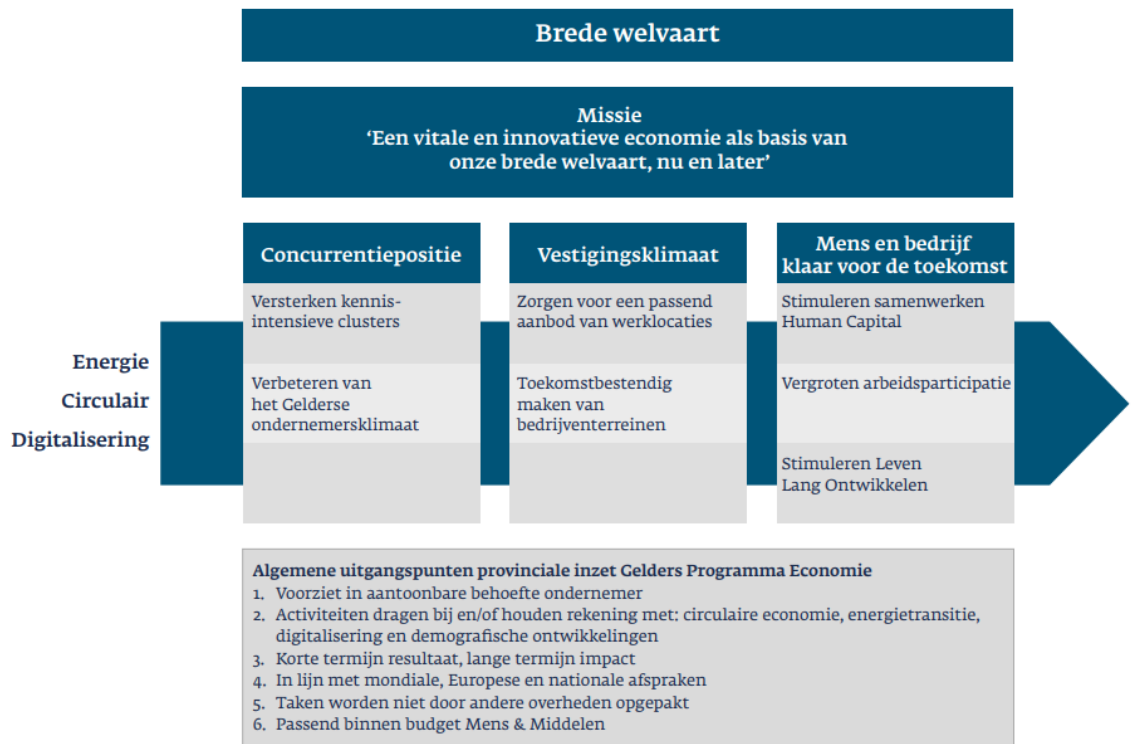 Brede welvaart
Missie
‘Een vitale en innovatieve economie als basis van
onze brede welvaart, nu en later’
Concurrentiepositie
Versterken kennis-
intensieve clusters
Verbeteren van
het Gelderse
ondernemersklimaat
Vestigingsklimaat
Zorgen voor een passend
aanbod van werklocaties
Toekomstbestendig
maken van
bedrijventerreinen
Mens en bedrijf
klaar voor de toekomst
Stimuleren samenwerken
Human Capital
Vergroten arbeidsparticipatie
Stimuleren Leven
Lang Ontwikkelen
Energie
Circulair
Digitalisering
Algemene uitgangspunten provinciale inzet Gelders Programma Economie
1. Voorziet in aantoonbare behoefte ondernemer
2. Activiteiten dragen bij en/of houden rekening met: circulaire economie, energietransitie,
digitalisering en demografische ontwikkelingen
3. Korte termijn resultaat, lange termijn impact
4. In lijn met mondiale, Europese en nationale afspraken
5. Taken worden niet door andere overheden opgepakt
6. Passend binnen budget Mens & Middelen